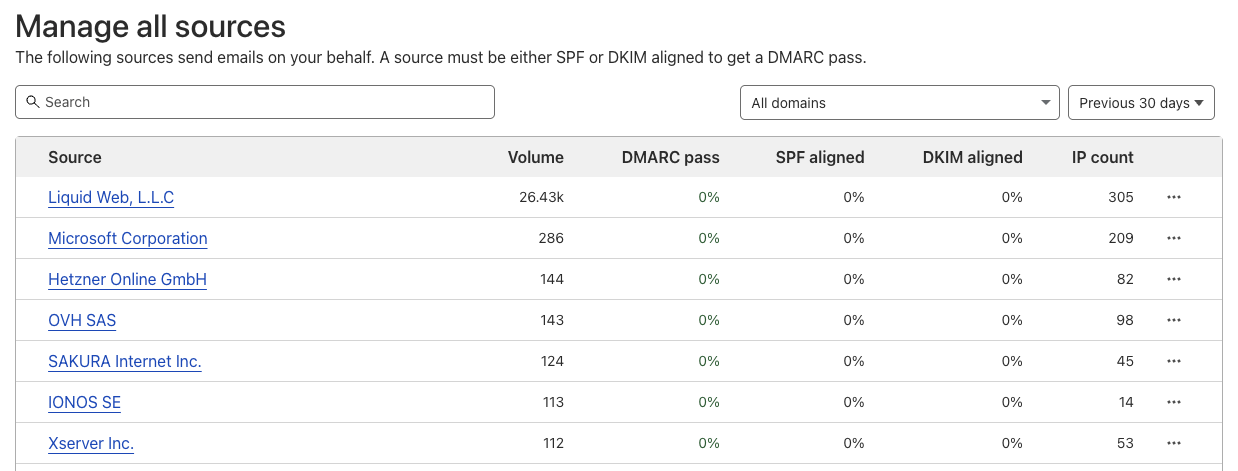 Manage all sources
The following sources send emails on your behalf. A source must be either SPF or DKIM aligned to get a DMARC pass.
Search All domains Previous 30 days
Source Volume DMARC pass SPF aligned DKIM aligned IP count
Liquid Web, L.L.C 26.43k 0% 0% 0% 305
Microsoft Corporation 286 0% 0% 0% 209
Hetzner Online GmbH 144 0% 0% 0% 82
OVH SAS 143 0% 0% 0% 98
SAKURA Internet Inc. 124 0% 0% 0% 45
IONOS SE 113 0% 0% 0% 14
Xserver Inc. 112 0% 0% 0% 53